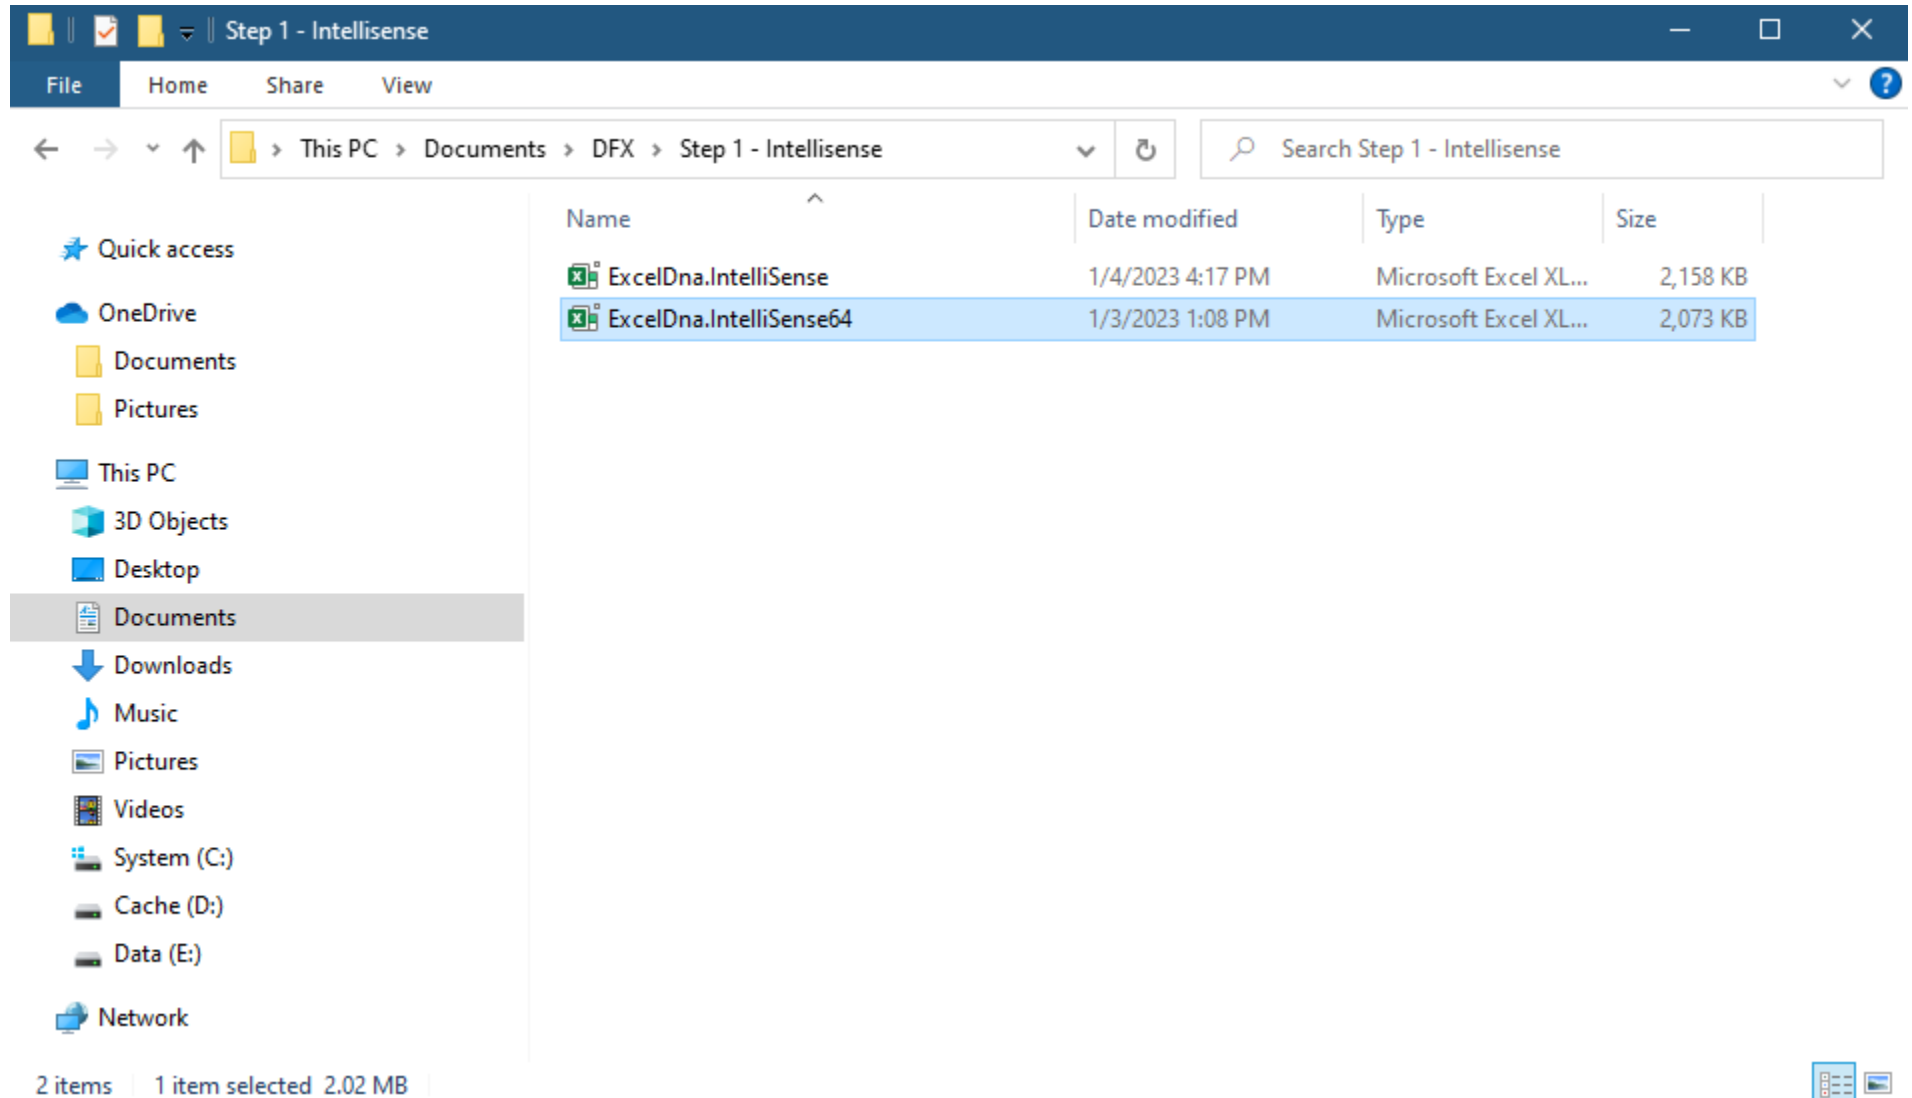 Step 1 - Intellisense
File Home Share View
This PC > Documents > DFX > Step 1 - Intellisense
Search Step 1 - Intellisense
Name Date modified Type Size
Quick access
ExcelDna.IntelliSense 1/4/2023 4:17 PM Microsoft Excel XL... 2,158 KB
ExcelDna.IntelliSense64 1/3/2023 1:08 PM Microsoft Excel XL... 2,073 KB
OneDrive
Documents
Pictures
This PC
3D Objects
Desktop
Documents
Downloads
Music
Pictures
Videos
System (C:)
Cache (D:)
Data (E:)
Network
2 items 1 item selected 2.02 MB